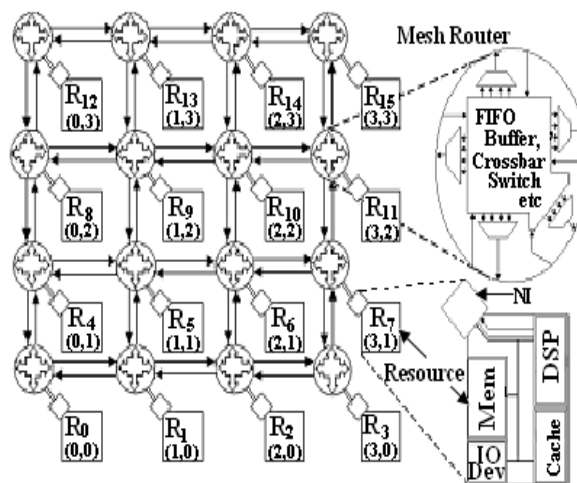 Mesh Router
R12 R13 R14 R15
(0,3) (1,3) (2,3) (3,3)
FIFO
Buffer,
Crossbar
Switch
etc
R8 R9 R10 R11
(0,2) (1,2) (2,2) (3,2)
NI
R4 R5 R6 R7
(0,1) (1,1) (2,1) (3,1)
DSP
Resource
Mem
R0 R1 R2 R3
(0,0) (1,0) (2,0) (3,0)
Cache
IO
Dev